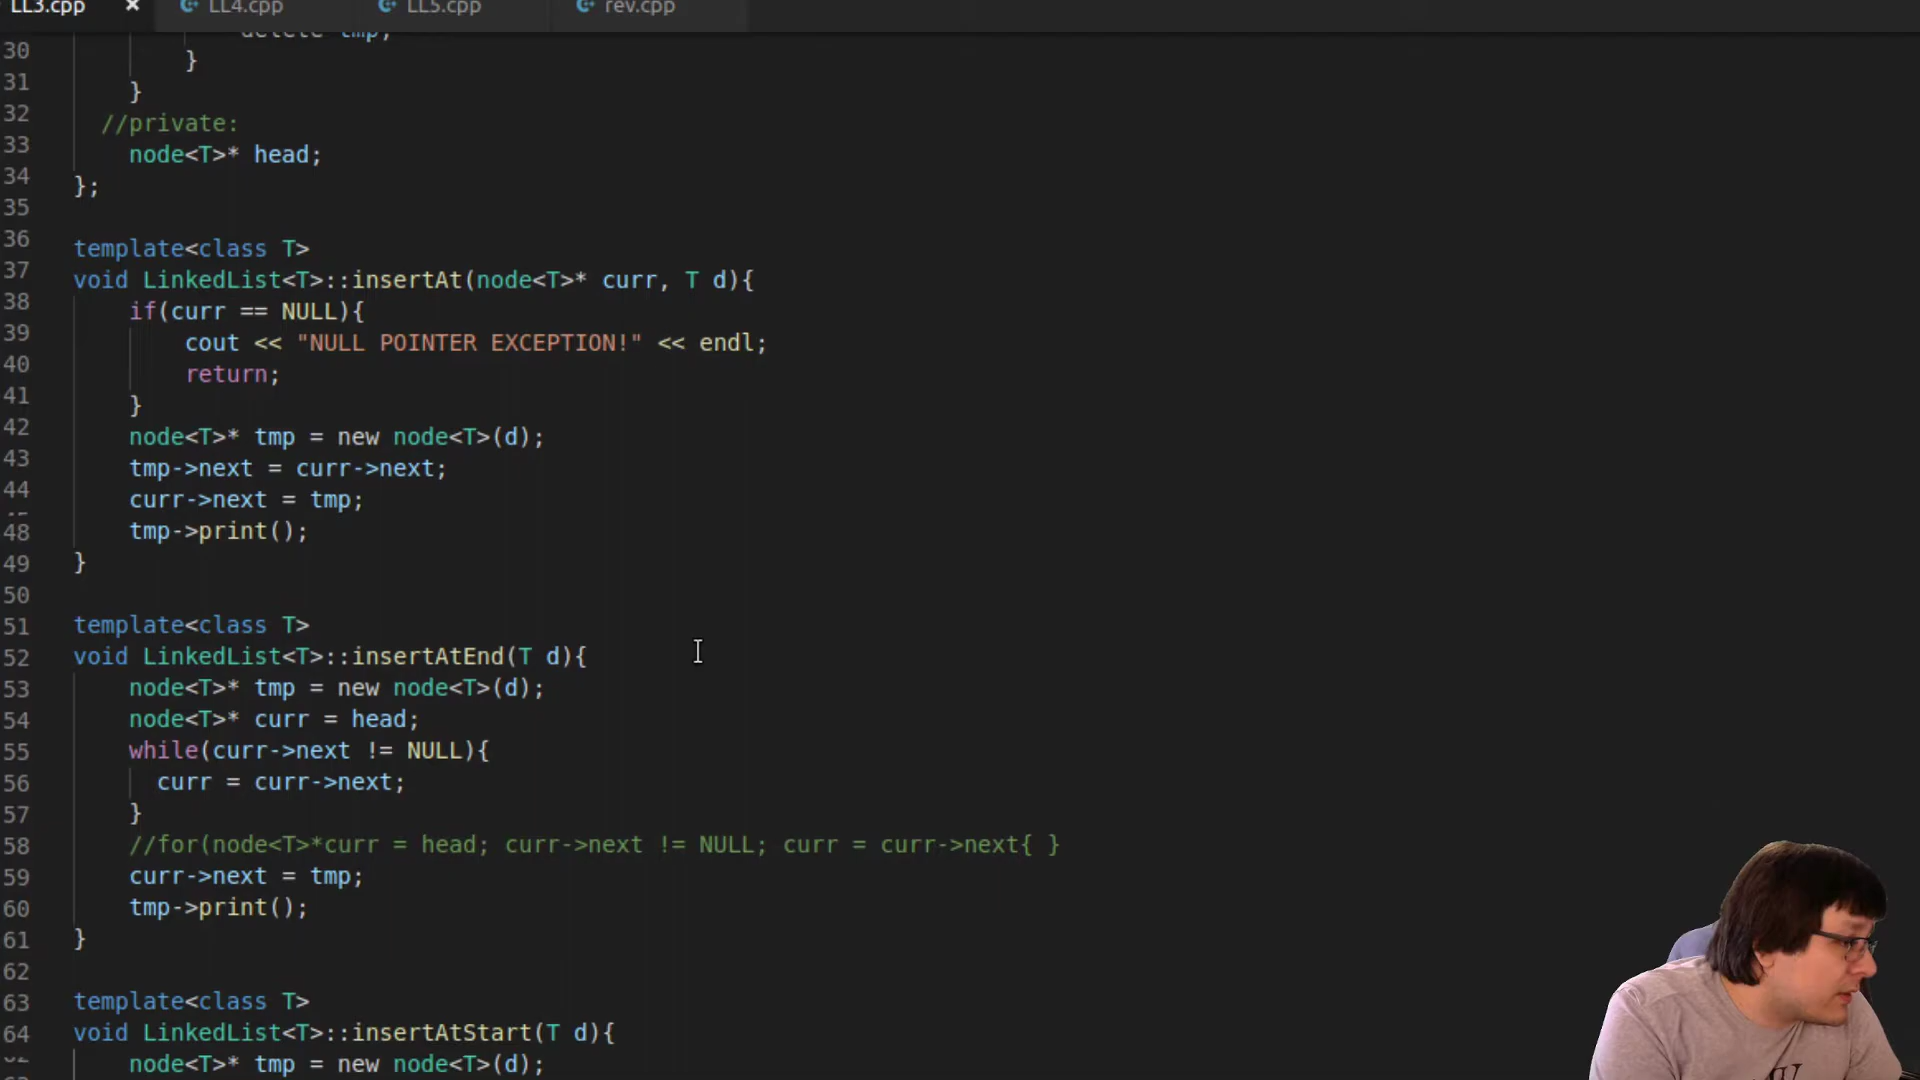 LL3.cpp × LL4.cpp LL5.cpp rev.cpp
delete tmp;
30 }
31 }
32 //private:
33 node<T>* head;
34 };
35
36 template<class T>
37 void LinkedList<T>::insertAt(node<T>* curr, T d){
38 if(curr == NULL){
39 cout << "NULL POINTER EXCEPTION!" << endl;
40 return;
41 }
42 node<T>* tmp = new node<T>(d);
43 tmp->next = curr->next;
44 curr->next = tmp;
48 tmp->print();
49 }
50
51 template<class T>
52 void LinkedList<T>::insertAtEnd(T d){
53 node<T>* tmp = new node<T>(d);
54 node<T>* curr = head;
55 while(curr->next != NULL){
56 curr = curr->next;
57 }
58 //for(node<T>*curr = head; curr->next != NULL; curr = curr->next{ }
59 curr->next = tmp;
60 tmp->print();
61 }
62
63 template<class T>
64 void LinkedList<T>::insertAtStart(T d){
node<T>* tmp = new node<T>(d);